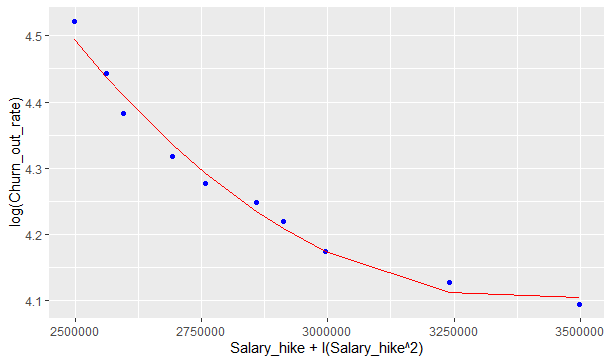 log(Churn_out_rate)
4.5
4.4
4.3
4.2
4.1
2500000 2750000 3000000 3250000 3500000
Salary_hike + I(Salary_hike^2)